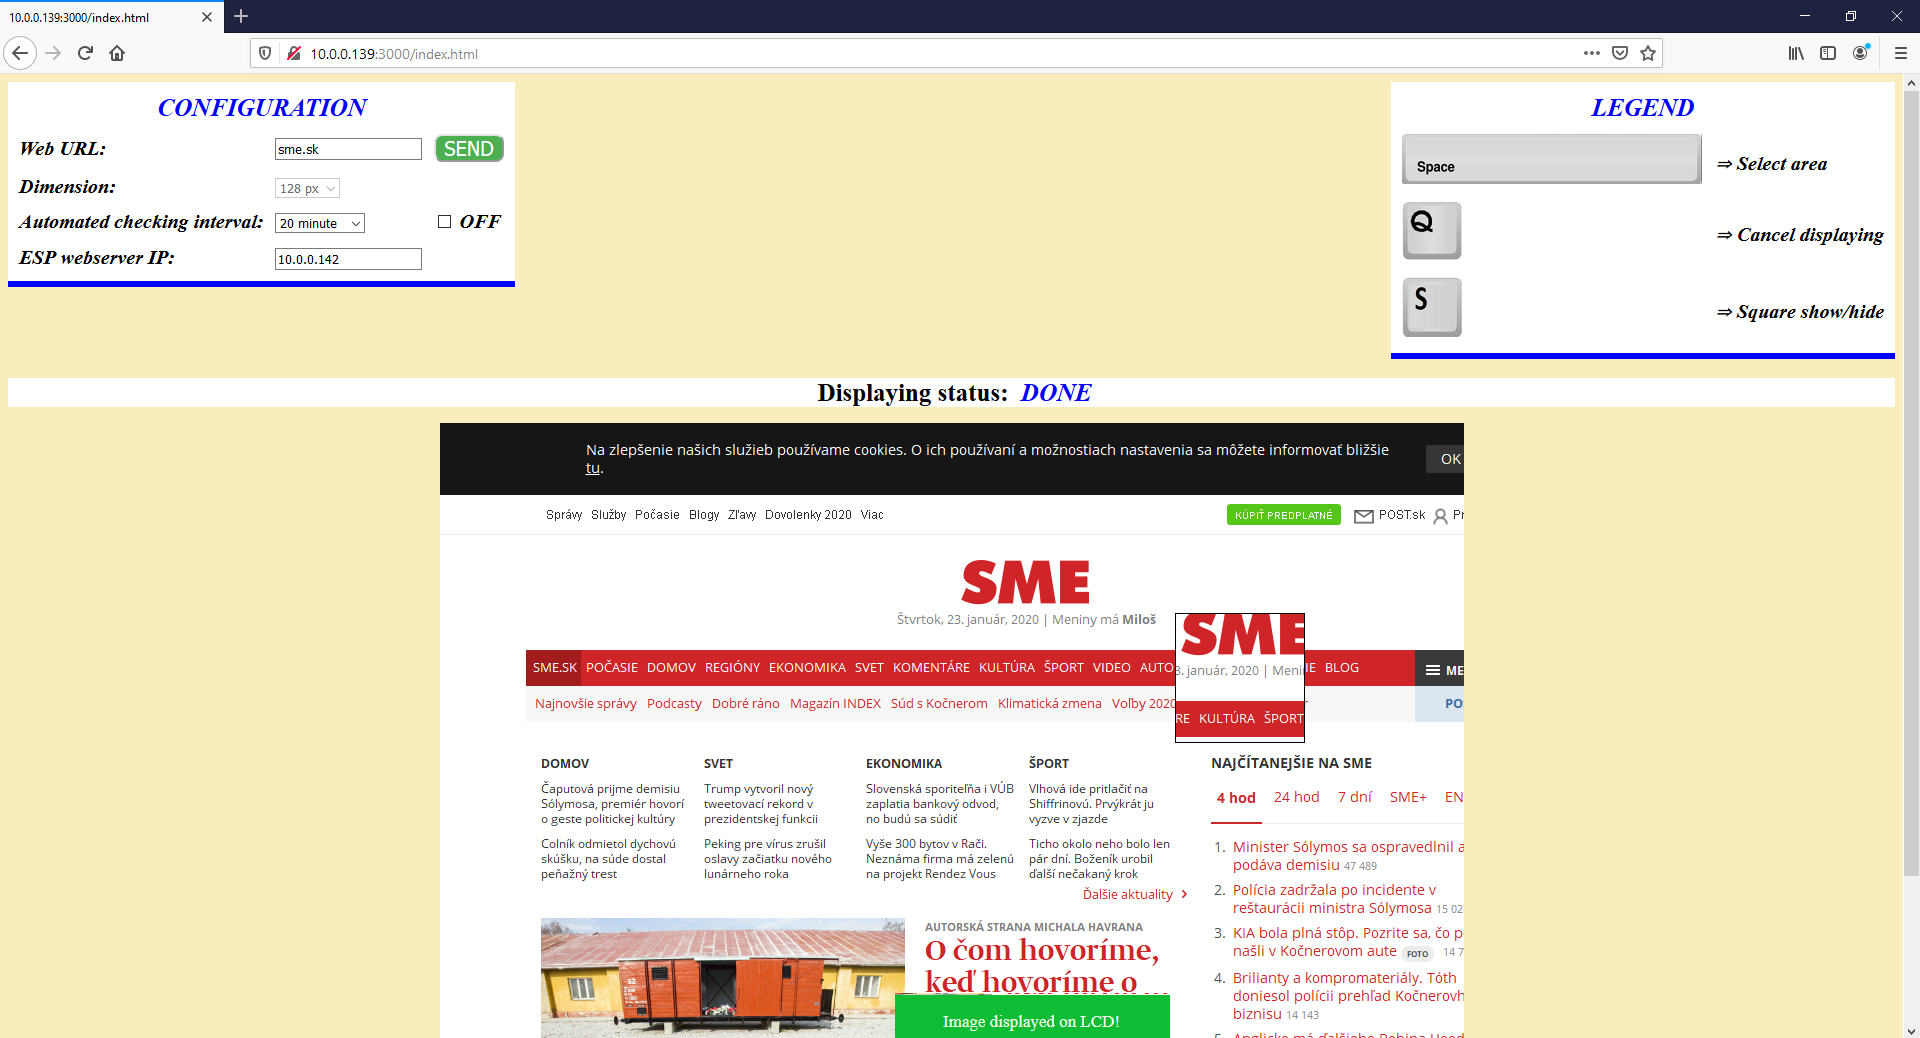 10.0.0.139:3000/index.html
10.0.0.139:3000/index.html
CONFIGURATION
Web URL:
sme.sk
SEND
Dimension:
128 px
Automated checking interval:
20 minute
OFF
ESP webserver IP:
10.0.0.142
LEGEND
Space
⇒ Select area
Q
⇒ Cancel displaying
S
⇒ Square show/hide
Displaying status: DONE
Na zlepšenie našich služieb používame cookies. O ich používaní a možnostiach nastavenia sa môžete informovať bližšie
tu.
OK
Správy Služby Počasie Blogy Zľavy Dovolenky 2020 Viac
KÚPIŤ PREDPLATNÉ
POST.sk
Pr
SME
Štvrtok, 23. január, 2020 | Meniny má Miloš
SME
3. január, 2020 | Meni
RE KULTÚRA ŠPORT
SME.SK POČASIE DOMOV REGIÓNY EKONOMIKA SVET KOMENTÁRE KULTÚRA ŠPORT VIDEO AUTO IE BLOG
ME
Najnovšie správy Podcasty Dobré ráno Magazín INDEX Súd s Kočnerom Klimatická zmena Voľby 2020
PO
DOMOV
Čaputová prijme demisiu
Sólymosa, premiér hovorí
o geste politickej kultúry
Colník odmietol dychovú
skúšku, na súde dostal
peňažný trest
SVET
Trump vytvoril nový
tweetovací rekord v
prezidentskej funkcii
Peking pre vírus zrušil
oslavy začiatku nového
lunárneho roka
EKONOMIKA
Slovenská sporiteľňa i VÚB
zaplatia bankový odvod,
no budú sa súdiť
Vyše 300 bytov v Rači.
Neznáma firma má zelenú
na projekt Rendez Vous
ŠPORT
Vlhová ide pritlačiť na
Shiffrinovú. Prvýkrát ju
vyzve v zjazde
Ticho okolo neho bolo len
pár dní. Boženík urobil
ďalší nečakaný krok
Ďalšie aktuality
NAJČÍTANEJŠIE NA SME
4 hod 24 hod 7 dní SME+ EN
1. Minister Sólymos sa ospravedlnil a
podáva demisiu 47 489
2. Polícia zadržala po incidente v
reštaurácii ministra Sólymosa 15 02
3. KIA bola plná stôp. Pozrite sa, čo p
našli v Kočnerovom aute FOTO 14 7
4. Brilianty a kompromateriály. Tóth
doniesol polícii prehľad Kočnerovh
biznisu 14 143
AUTORSKÁ STRANA MICHALA HAVRANA
O čom hovoríme,
keď hovoríme o
Image displayed on LCD!